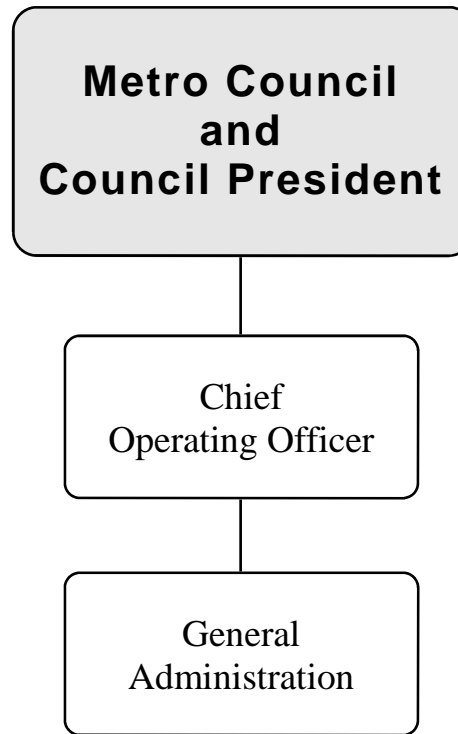 Metro Council
and
Council President
Chief
Operating Officer
General
Administration